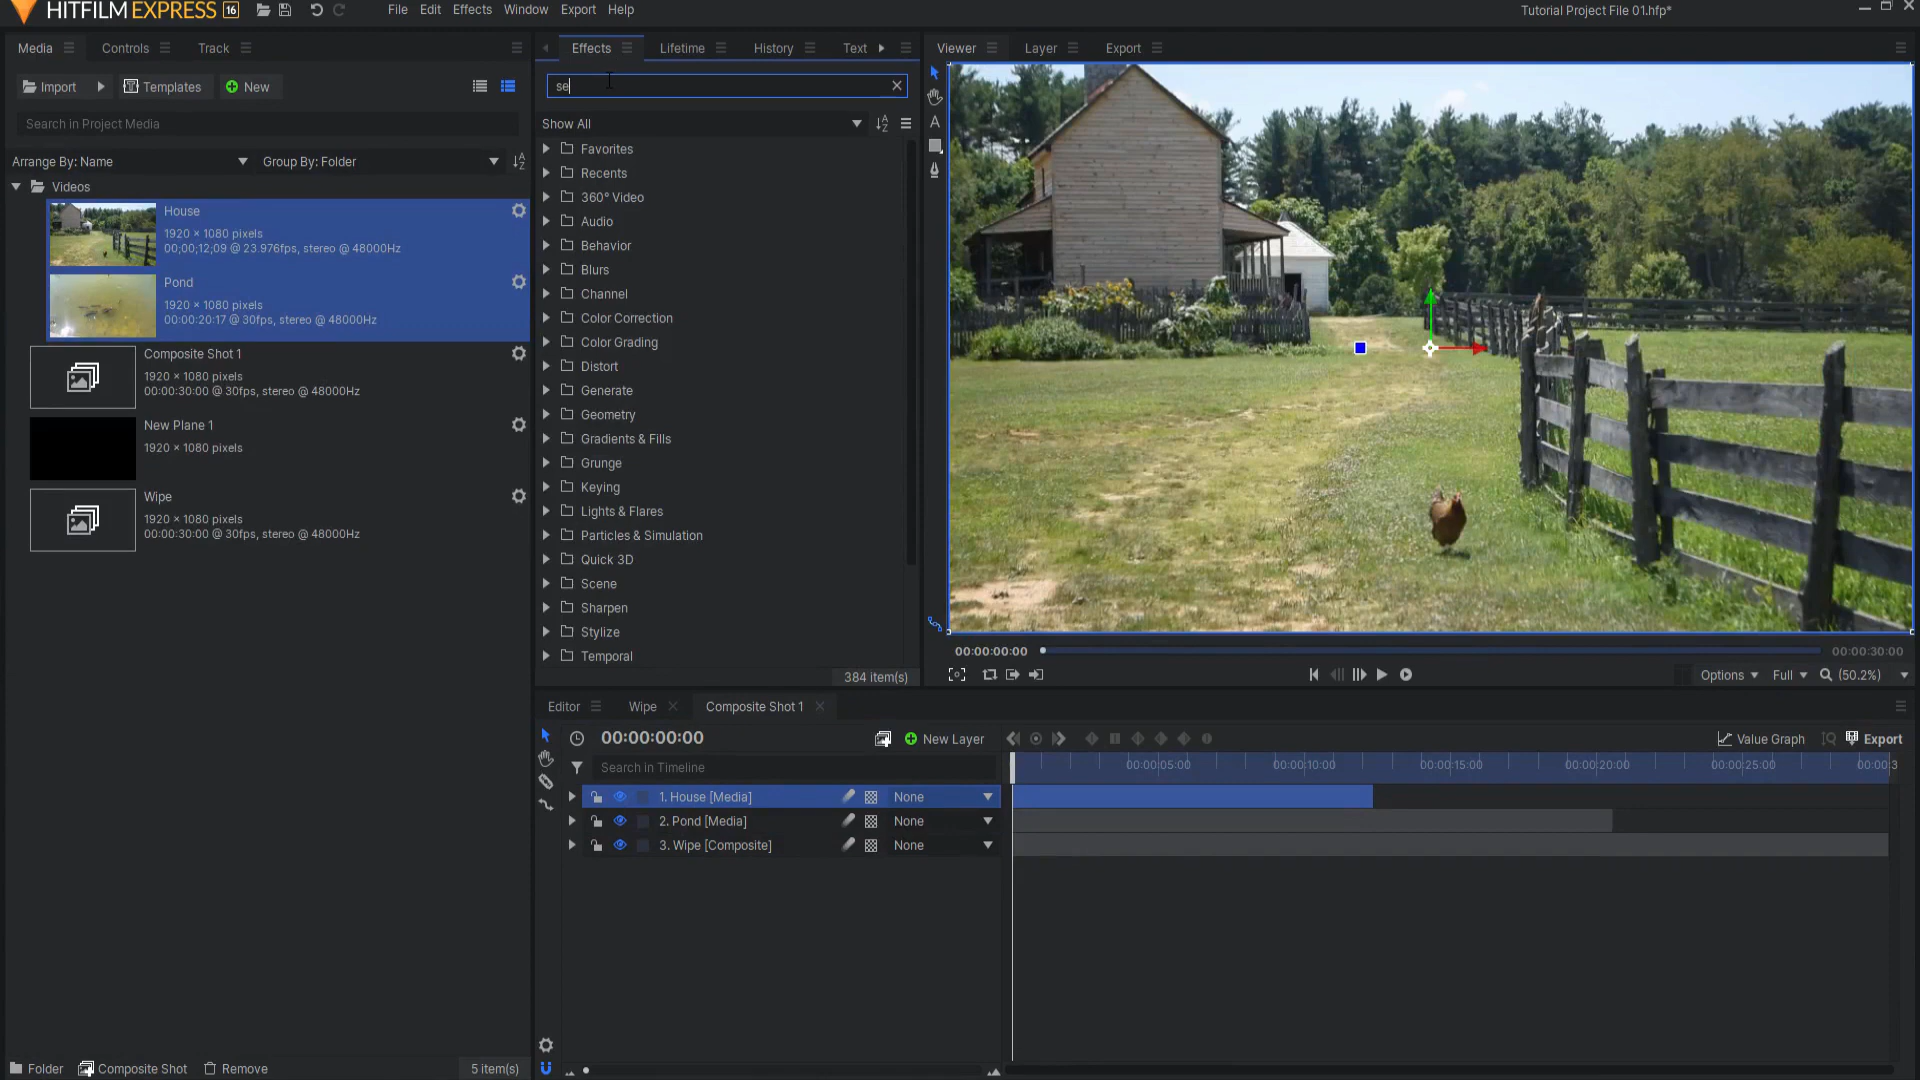 HITFILM EXPRESS 16
File Edit Effects Window Export Help
Tutorial Project File 01.hfp*
Media Controls Track
Import Templates New
Search in Project Media
Arrange By: Name Group By: Folder
Videos
House
1920 × 1080 pixels
00;00;12;09 @ 23.976fps, stereo @ 48000Hz
Pond
1920 × 1080 pixels
00:00:20:17 @ 30fps, stereo @ 48000Hz
Composite Shot 1
1920 × 1080 pixels
00:00:30:00 @ 30fps, stereo @ 48000Hz
New Plane 1
1920 × 1080 pixels
Wipe
1920 × 1080 pixels
00:00:30:00 @ 30fps, stereo @ 48000Hz
Folder Composite Shot Remove 5 item(s)
Effects Lifetime History Text
se
Show All
Favorites
Recents
360° Video
Audio
Behavior
Blurs
Channel
Color Correction
Color Grading
Distort
Generate
Geometry
Gradients & Fills
Grunge
Keying
Lights & Flares
Particles & Simulation
Quick 3D
Scene
Sharpen
Stylize
Temporal
384 item(s)
Viewer Layer Export
A
00:00:00:00 00:00:30:00
Options Full (50.2%)
Editor Wipe Composite Shot 1
00:00:00:00 New Layer Value Graph Export
Search in Timeline
00:00:05:00 00:00:10:00 00:00:15:00 00:00:20:00 00:00:25:00 00:00:3
1. House [Media] None
2. Pond [Media] None
3. Wipe [Composite] None